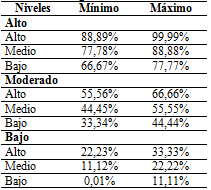 Niveles Mínimo Máximo
Alto
Alto 88,89% 99,99%
Medio 77,78% 88,88%
Bajo 66,67% 77,77%
Moderado
Alto 55,56% 66,66%
Medio 44,45% 55,55%
Bajo 33,34% 44,44%
Bajo
Alto 22,23% 33,33%
Medio 11,12% 22,22%
Bajo 0,01% 11,11%